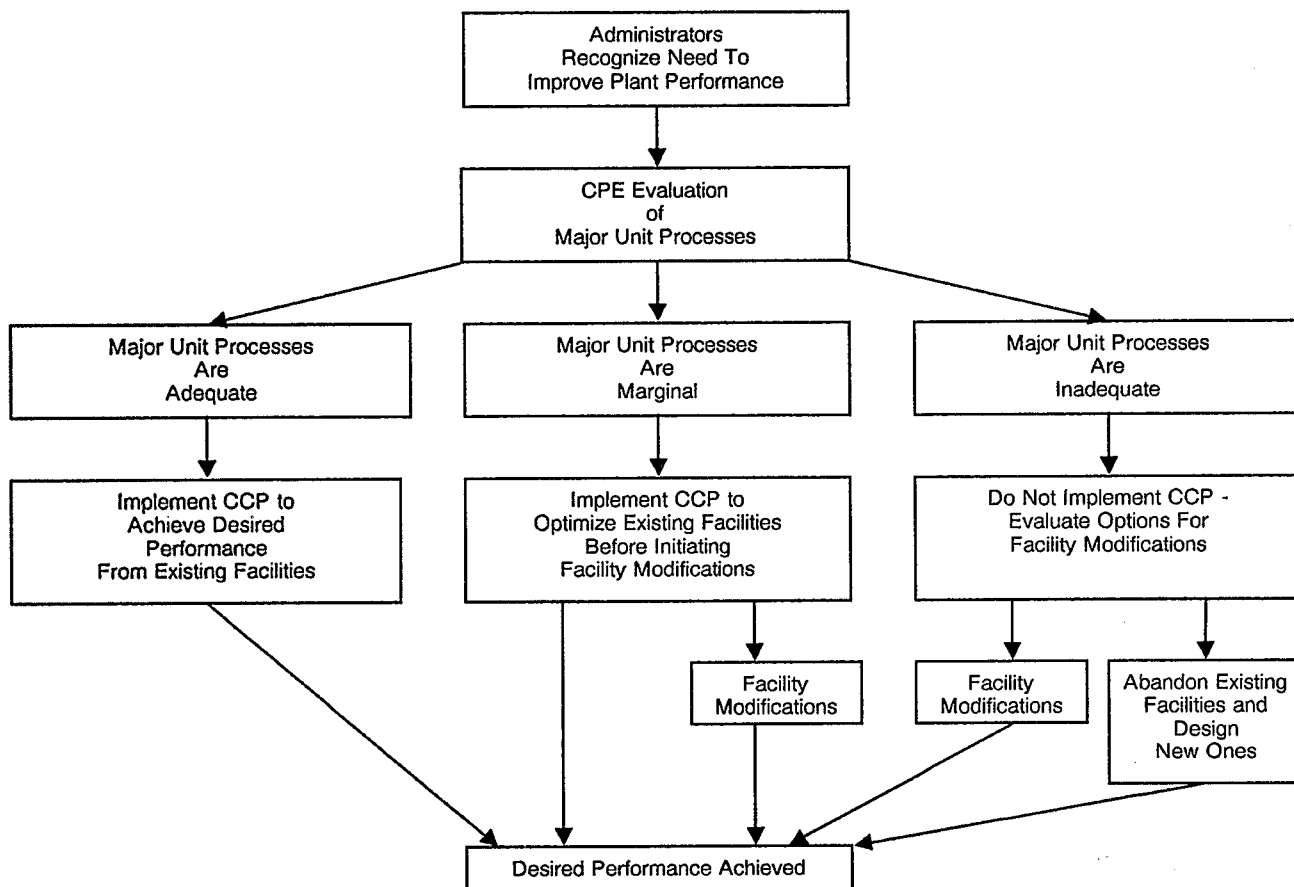 Administrators
Recognize Need To
Improve Plant Performance
CPE Evaluation
of
Major Unit Processes
Major Unit Processes
Are
Adequate
Major Unit Processes
Are
Marginal
Major Unit Processes
Are
Inadequate
Implement CCP to
Achieve Desired
Performance
From Existing Facilities
Implement CCP to
Optimize Existing Facilities
Before Initiating
Facility Modifications
Do Not Implement CCP -
Evaluate Options For
Facility Modifications
Facility
Modifications
Facility
Modifications
Abandon Existing
Facilities and
Design
New Ones
Desired Performance Achieved